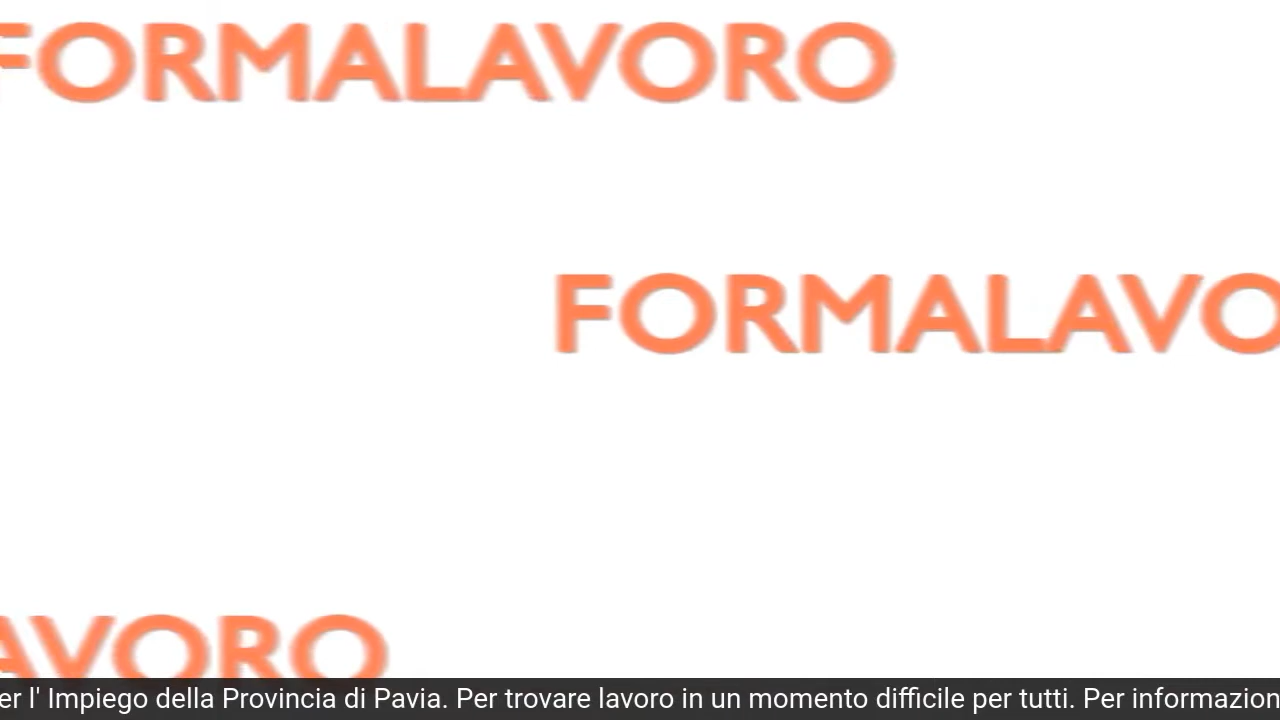 FORMALAVORO
FORMALAVO
AVORO
er l' Impiego della Provincia di Pavia. Per trovare lavoro in un momento difficile per tutti. Per informazion